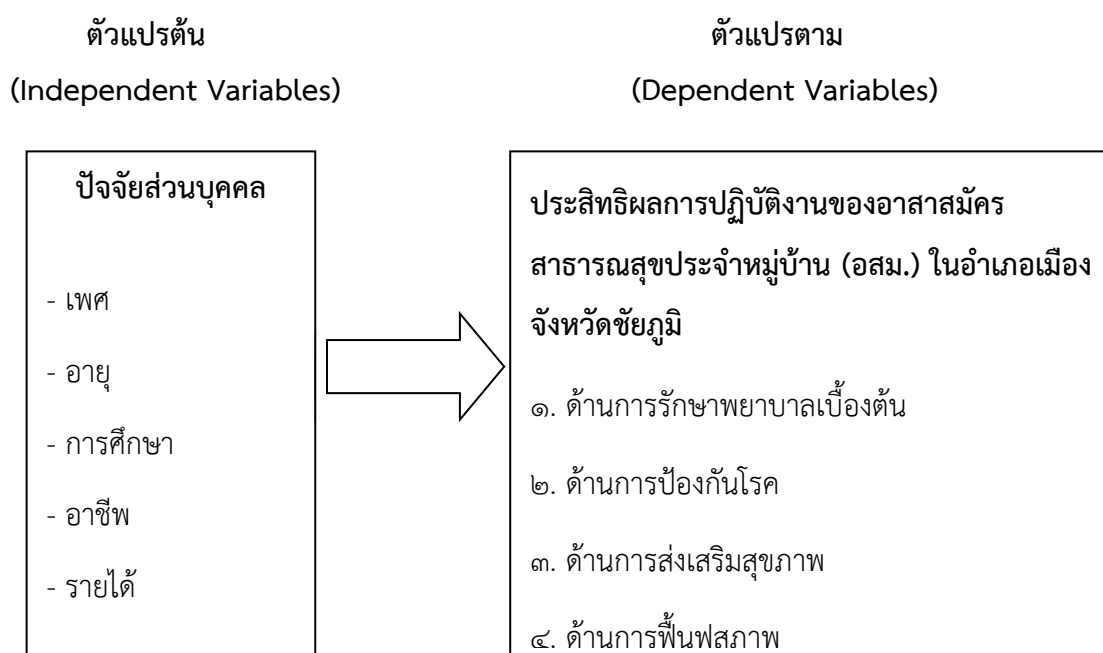 ตัวแปรต้น
(Independent Variables)
ตัวแปรตาม
(Dependent Variables)
ปัจจัยส่วนบุคคล
- เพศ
- อายุ
- การศึกษา
- อาชีพ
- รายได้
ประสิทธิผลการปฏิบัติงานของอาสาสมัคร
สาธารณสุขประจำหมู่บ้าน (อสม.) ในอำเภอเมือง
จังหวัดชัยภูมิ
๑. ด้านการรักษาพยาบาลเบื้องต้น
๒. ด้านการป้องกันโรค
๓. ด้านการส่งเสริมสุขภาพ
๔. ด้านการฟื้นฟสภาพ